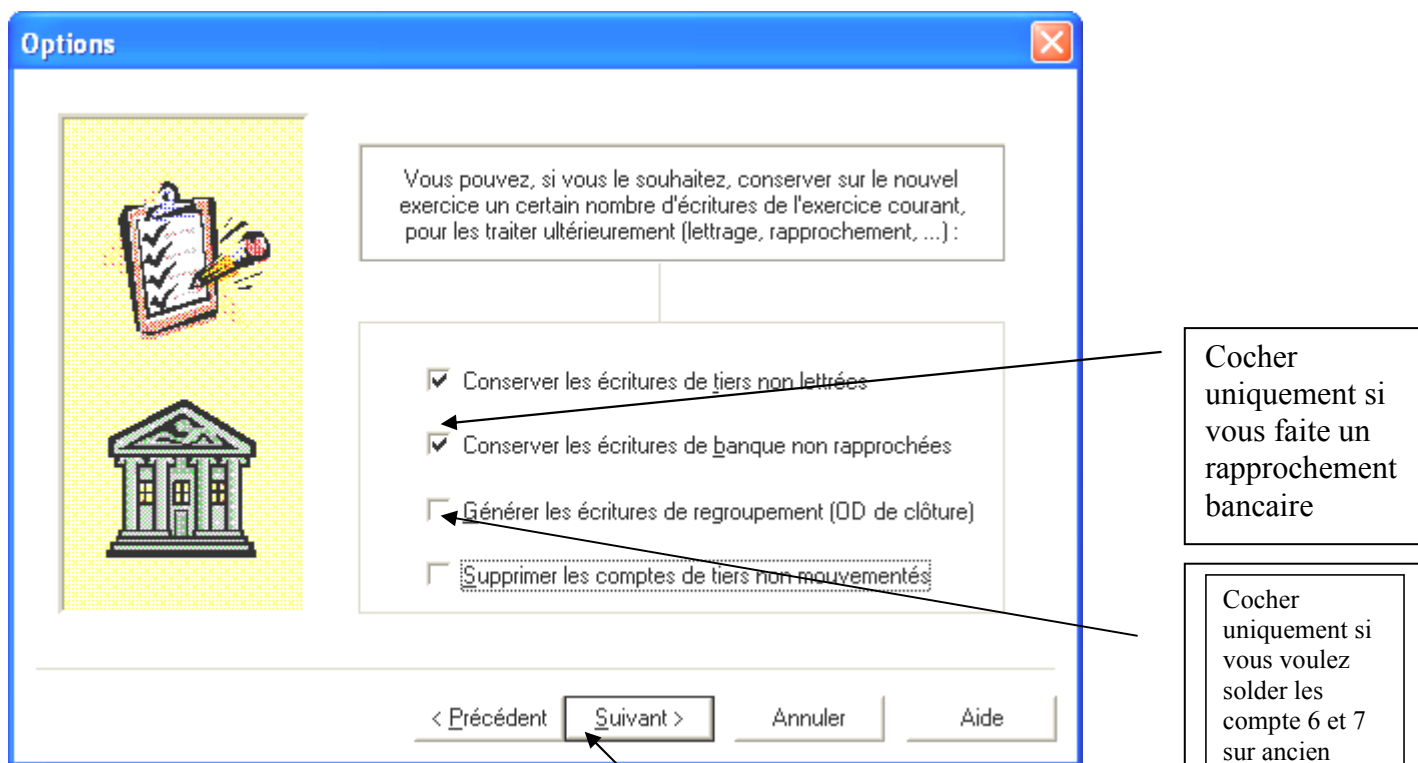 Options
Vous pouvez, si vous le souhaitez, conserver sur le nouvel
exercice un certain nombre d'écritures de l'exercice courant,
pour les traiter ultérieurement (lettrage, rapprochement, ...) :
Conserver les écritures de tiers non lettrées
Conserver les écritures de banque non rapprochées
Générer les écritures de regroupement (OD de clôture)
Supprimer les comptes de tiers non mouvementés
< Précédent
Suivant >
Annuler
Aide
Cocher
uniquement si
vous faite un
rapprochement
bancaire
Cocher
uniquement si
vous voulez
solder les
compte 6 et 7
sur ancien